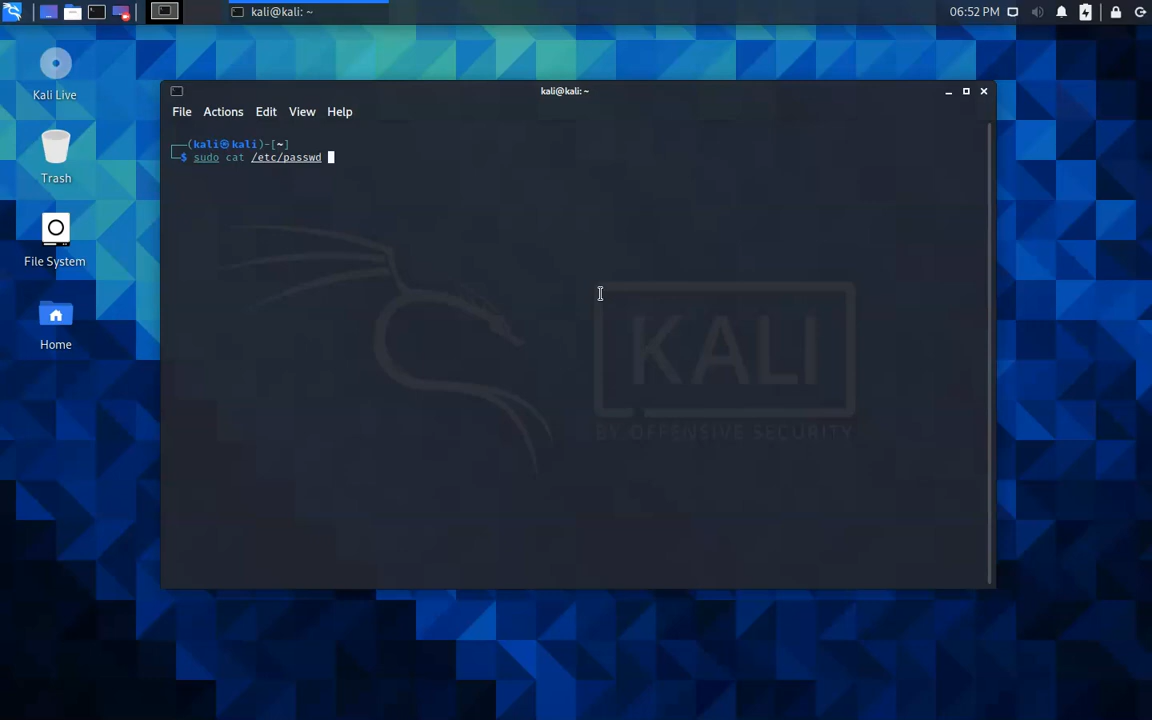 kali@kali: ~
06:52 PM
Kali Live
Trash
File System
Home
kali@kali: ~
File Actions Edit View Help
┌──(kali㉿kali)-[~]
└─$ sudo cat /etc/passwd
KALI
BY OFFENSIVE SECURITY